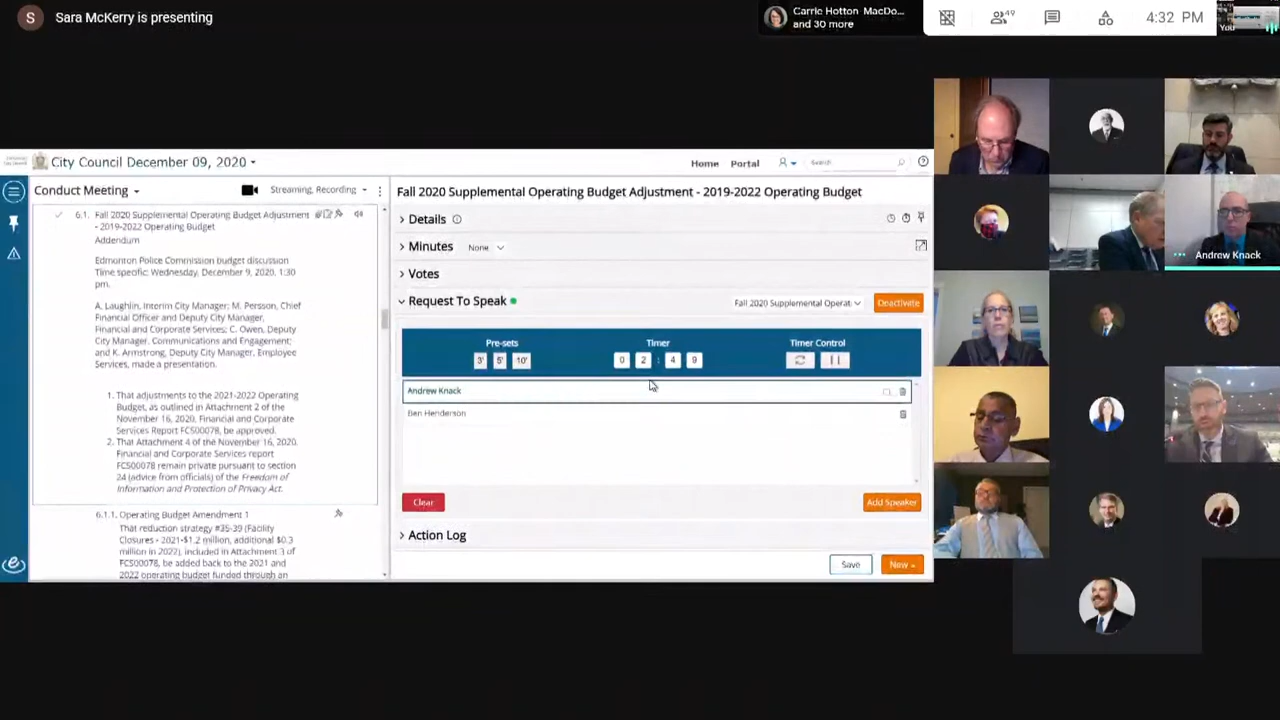 S Sara McKerry is presenting
Carrie Hotton MacDo...
and 30 more
49
4:32 PM
You
City Council December 09, 2020
Home Portal
Search
Conduct Meeting
Streaming, Recording
6.1. Fall 2020 Supplemental Operating Budget Adjustment
- 2019-2022 Operating Budget
Addendum
Edmonton Police Commission budget discussion
Time specific: Wednesday, December 9, 2020, 1:30
pm.
A. Laughlin, Interim City Manager; M. Persson, Chief
Financial Officer and Deputy City Manager,
Financial and Corporate Services; C. Owen, Deputy
City Manager, Communications and Engagement;
and K. Armstrong, Deputy City Manager, Employee
Services, made a presentation.
1. That adjustments to the 2021-2022 Operating
Budget, as outlined in Attachment 2 of the
November 16, 2020, Financial and Corporate
Services Report FCS00078, be approved.
2. That Attachment 4 of the November 16, 2020,
Financial and Corporate Services report
FCS00078 remain private pursuant to section
24 (advice from officials) of the Freedom of
Information and Protection of Privacy Act.
6.1.1. Operating Budget Amendment 1
That reduction strategy #35-39 (Facility
Closures - 2021-$1.2 million, additional $0.3
million in 2022), included in Attachment 3 of
FCS00078, be added back to the 2021 and
2022 operating budget funded through an
Fall 2020 Supplemental Operating Budget Adjustment - 2019-2022 Operating Budget
Details
Minutes None
Votes
Request To Speak
Fall 2020 Supplemental Operat
Deactivate
Pre-sets Timer Timer Control
3' 5' 10' 0 2 : 4 9
Andrew Knack
Ben Henderson
Clear
Add Speaker
Action Log
Save New
Andrew Knack